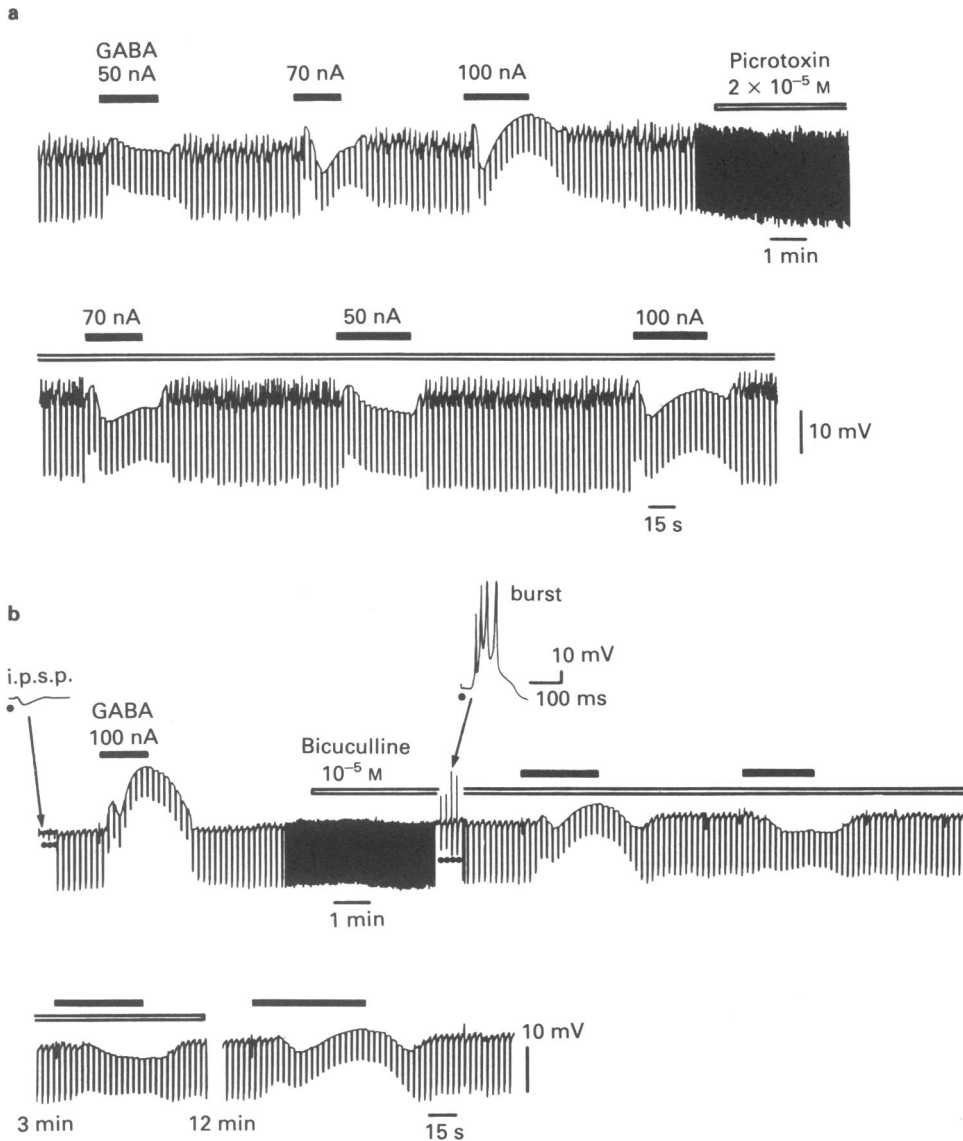 a
GABA
50 nA
70 nA
100 nA
Picrotoxin
2 × 10⁻⁵ M
1 min
70 nA
50 nA
100 nA
10 mV
15 s
b
burst
i.p.s.p.
10 mV
100 ms
GABA
100 nA
Bicuculline
10⁻⁵ M
1 min
10 mV
3 min
12 min
15 s